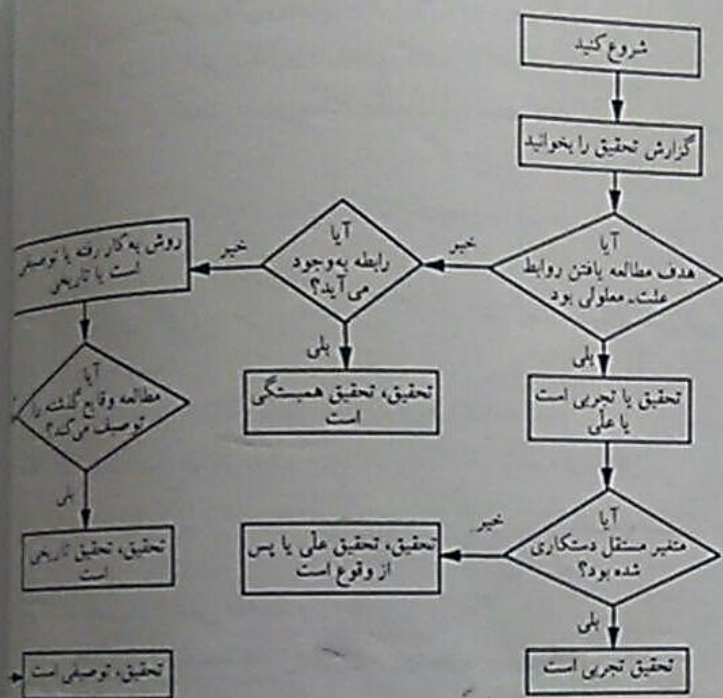 شروع کنید
گزارش تحقیق را بخوانید
آیا
هدف مطالعه یافتن روابط
علت‌ـ معلولی بود
خیر
بلی
آیا
رابطه به‌وجود
می‌آید؟
خیر
بلی
روش به‌کار رفته یا توصیفی
است یا تاریخی
تحقیق، تحقیق همبستگی
است
تحقیق یا تجربی است
یا علّی
آیا
مطالعه وقایع گذشته را
توصیف می‌کند؟
بلی
آیا
متغیر مستقل دستکاری
شده بود؟
خیر
بلی
تحقیق، تحقیق علّی یا پس
از وقوع است
تحقیق، تحقیق تاریخی
است
تحقیق تجربی است
تحقیق، توصیفی است